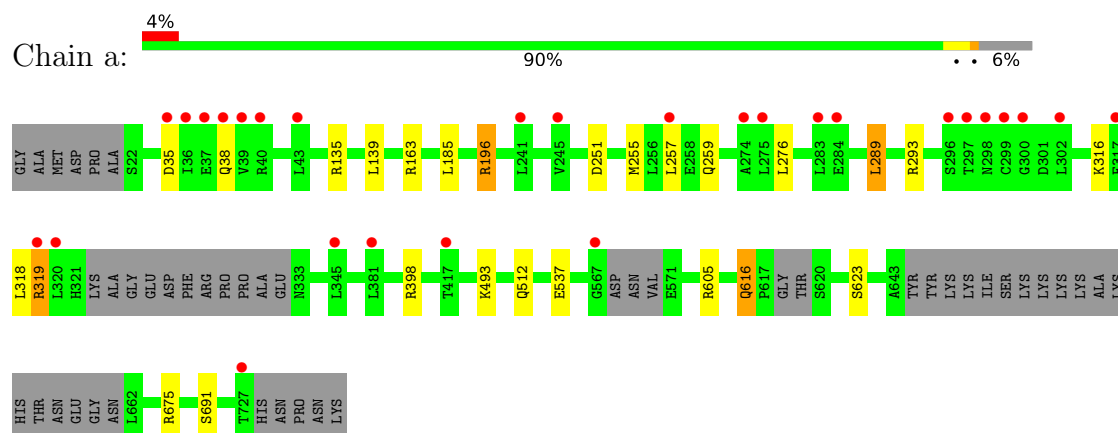 4%
Chain a:
90% • • 6%
GLY ALA MET ASP PRO ALA S22 D35 I36 E37 Q38 V39 R40 L43 R135 L139 R163 L185 R196 L241 V245 D251 M255 L256 L257 E258 Q259 A274 L275 L276 L283 E284 L289 R293 S296 T297 N298 C299 G300 D301 L302 K316 E317
L318 R319 L320 H321 LYS ALA GLY GLU ASP PHE ARG PRO PRO ALA GLU N333 L345 L381 T417 R398 K493 Q512 E537 G567 ASP ASN VAL E571 R605 Q616 P617 GLY THR S620 S623 A643 TYR TYR LYS LYS ILE SER LYS LYS LYS LYS ALA LYS
HIS THR ASN GLU GLY ASN L662 R675 S691 T727 HIS ASN PRO ASN LYS